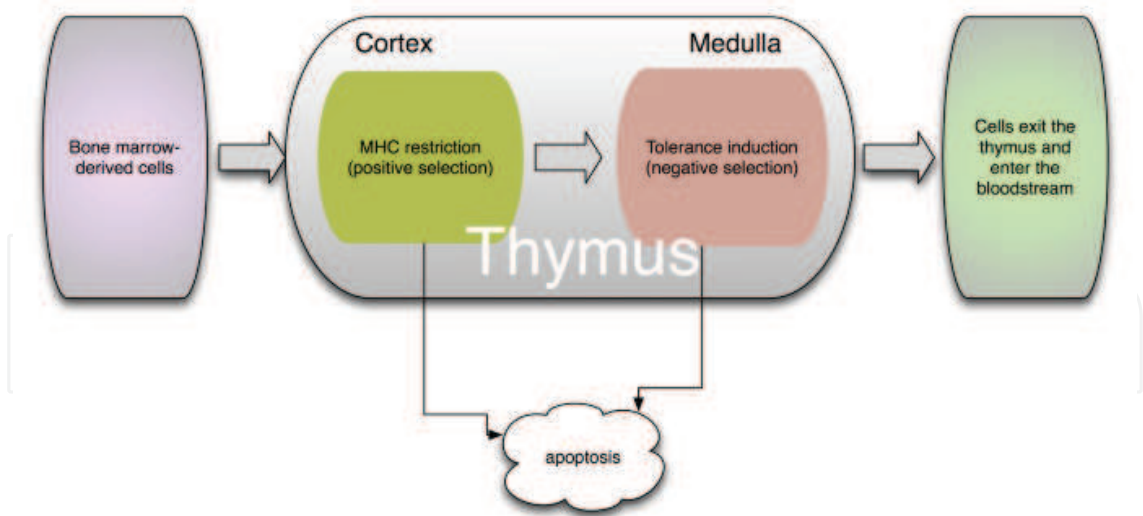 Cortex
Medulla
Bone marrow-
derived cells
MHC restriction
(positive selection)
Tolerance induction
(negative selection)
Cells exit the
thymus and
enter the
bloodstream
Thymus
apoptosis